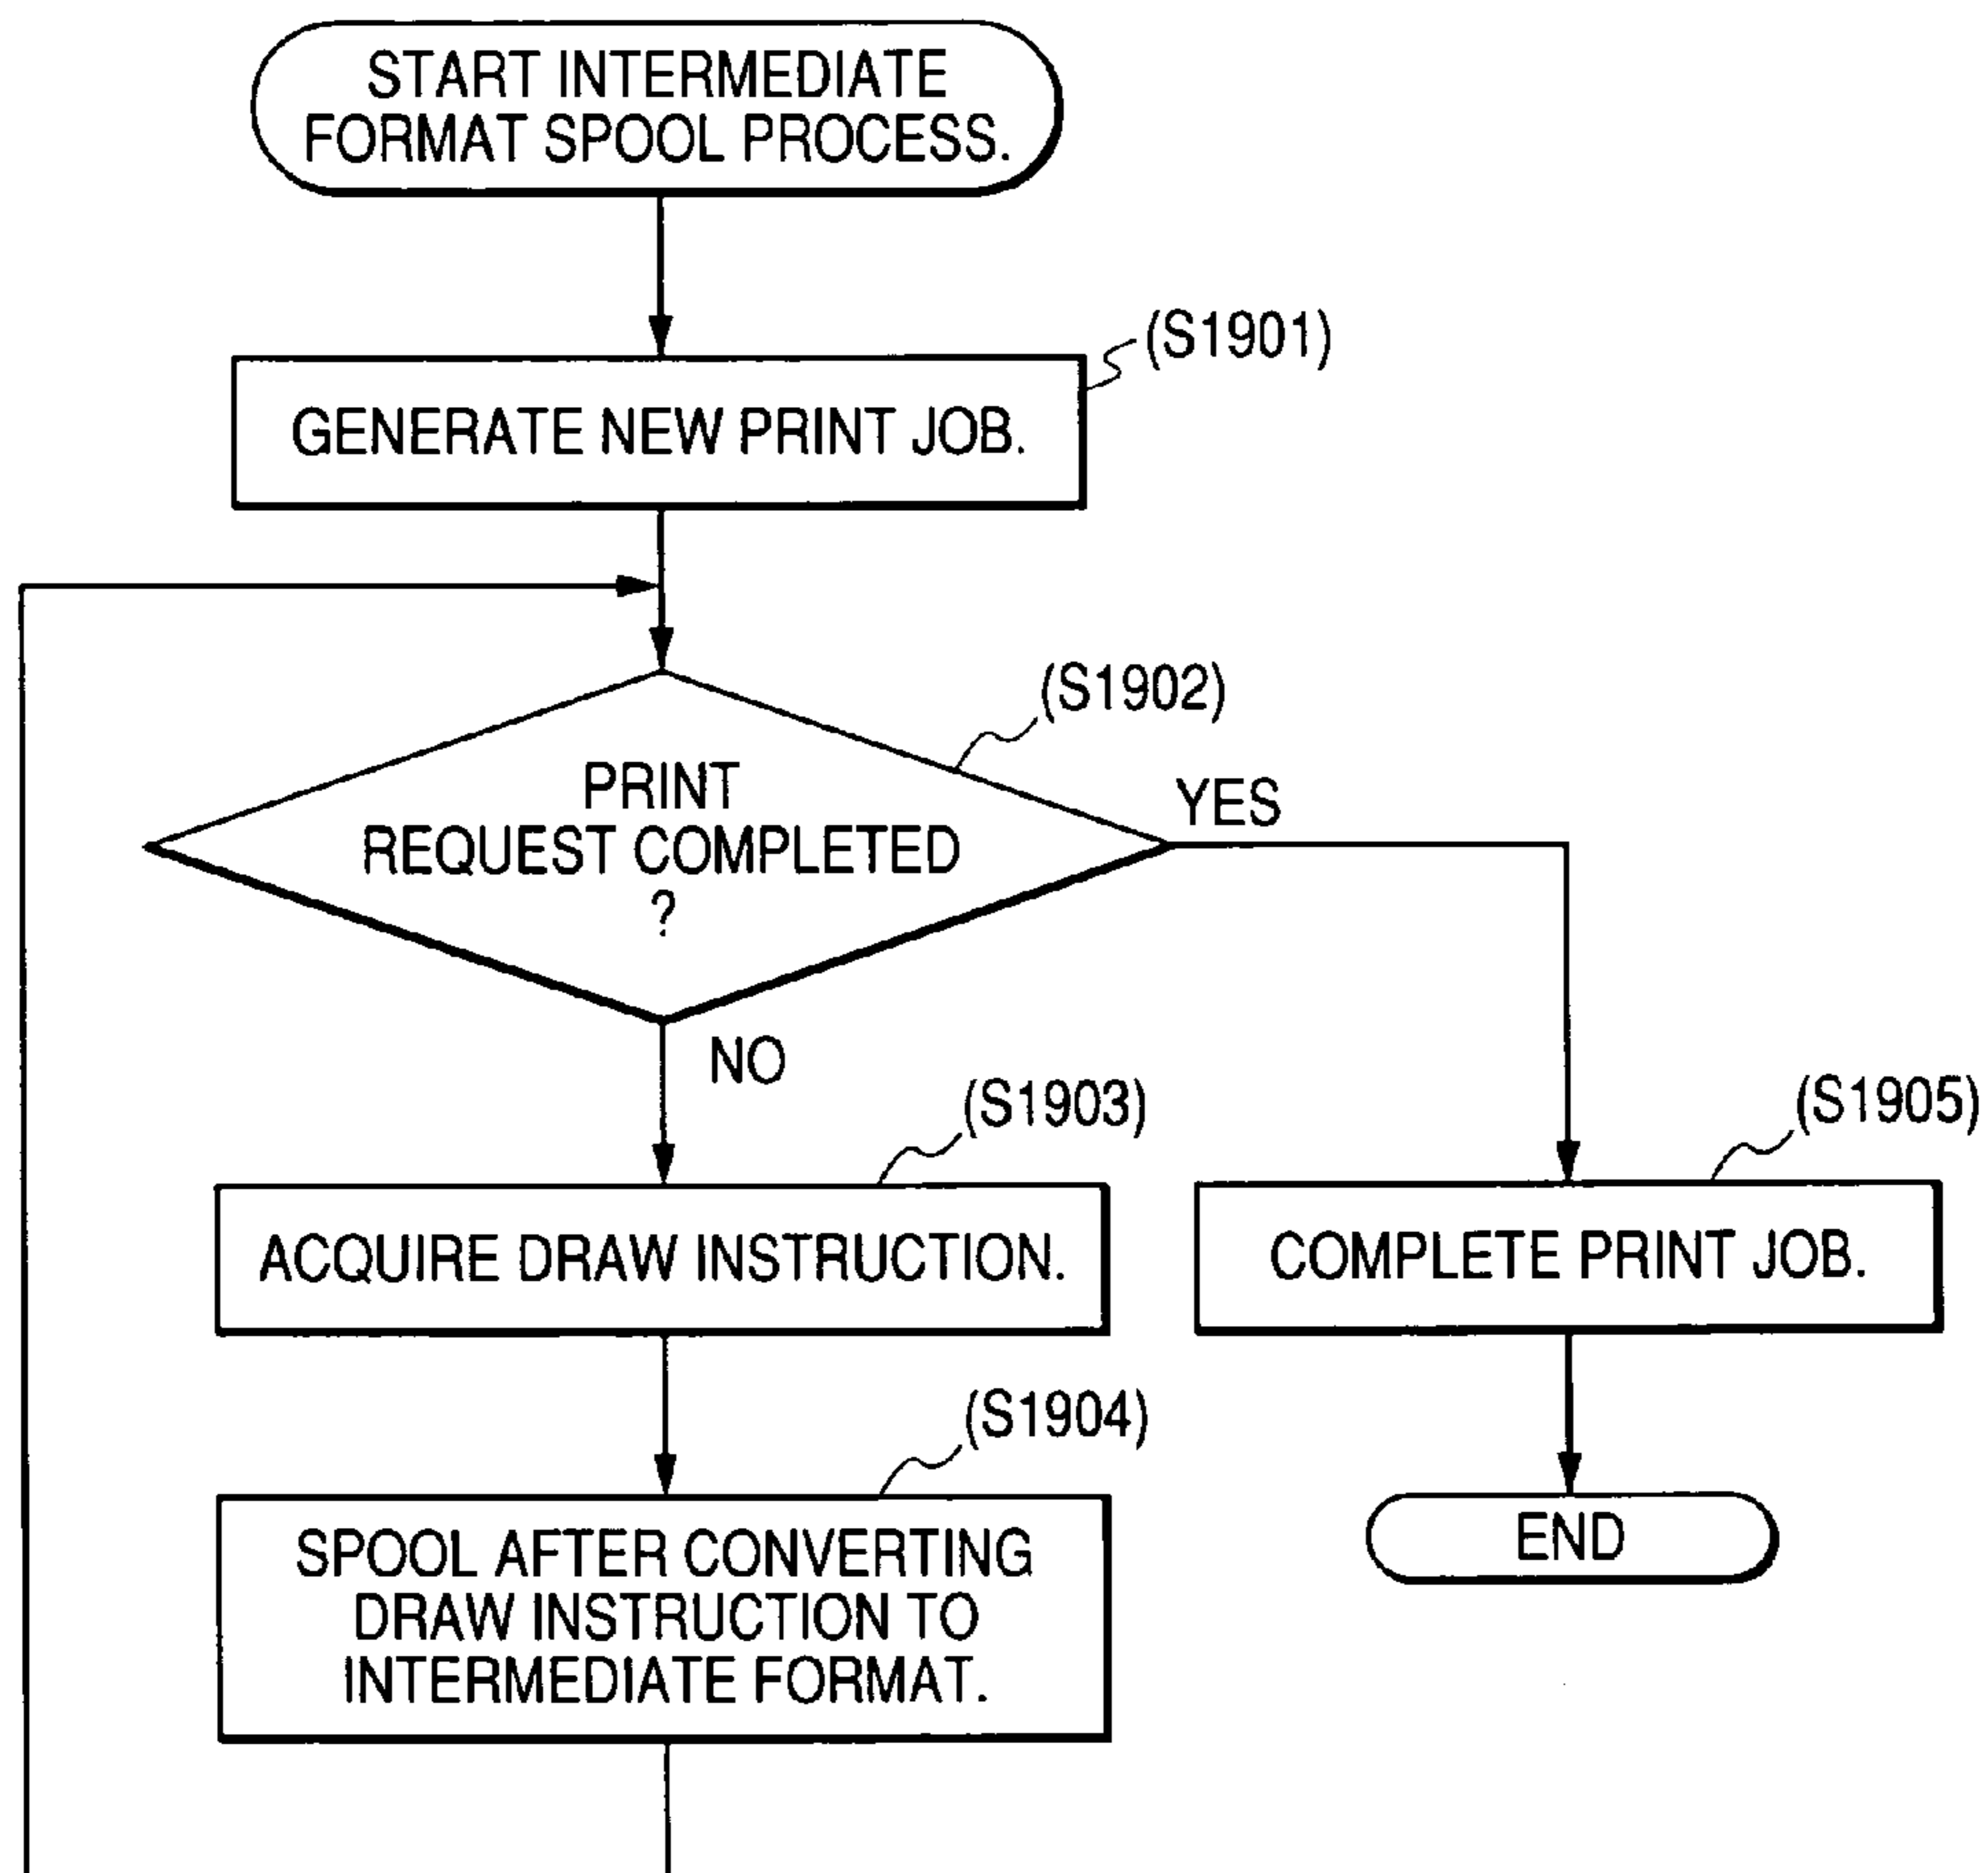 START INTERMEDIATE
FORMAT SPOOL PROCESS.
(S1901)
GENERATE NEW PRINT JOB.
(S1902)
PRINT
REQUEST COMPLETED
?
YES
NO
(S1903)
ACQUIRE DRAW INSTRUCTION.
(S1905)
COMPLETE PRINT JOB.
(S1904)
SPOOL AFTER CONVERTING
DRAW INSTRUCTION TO
INTERMEDIATE FORMAT.
END